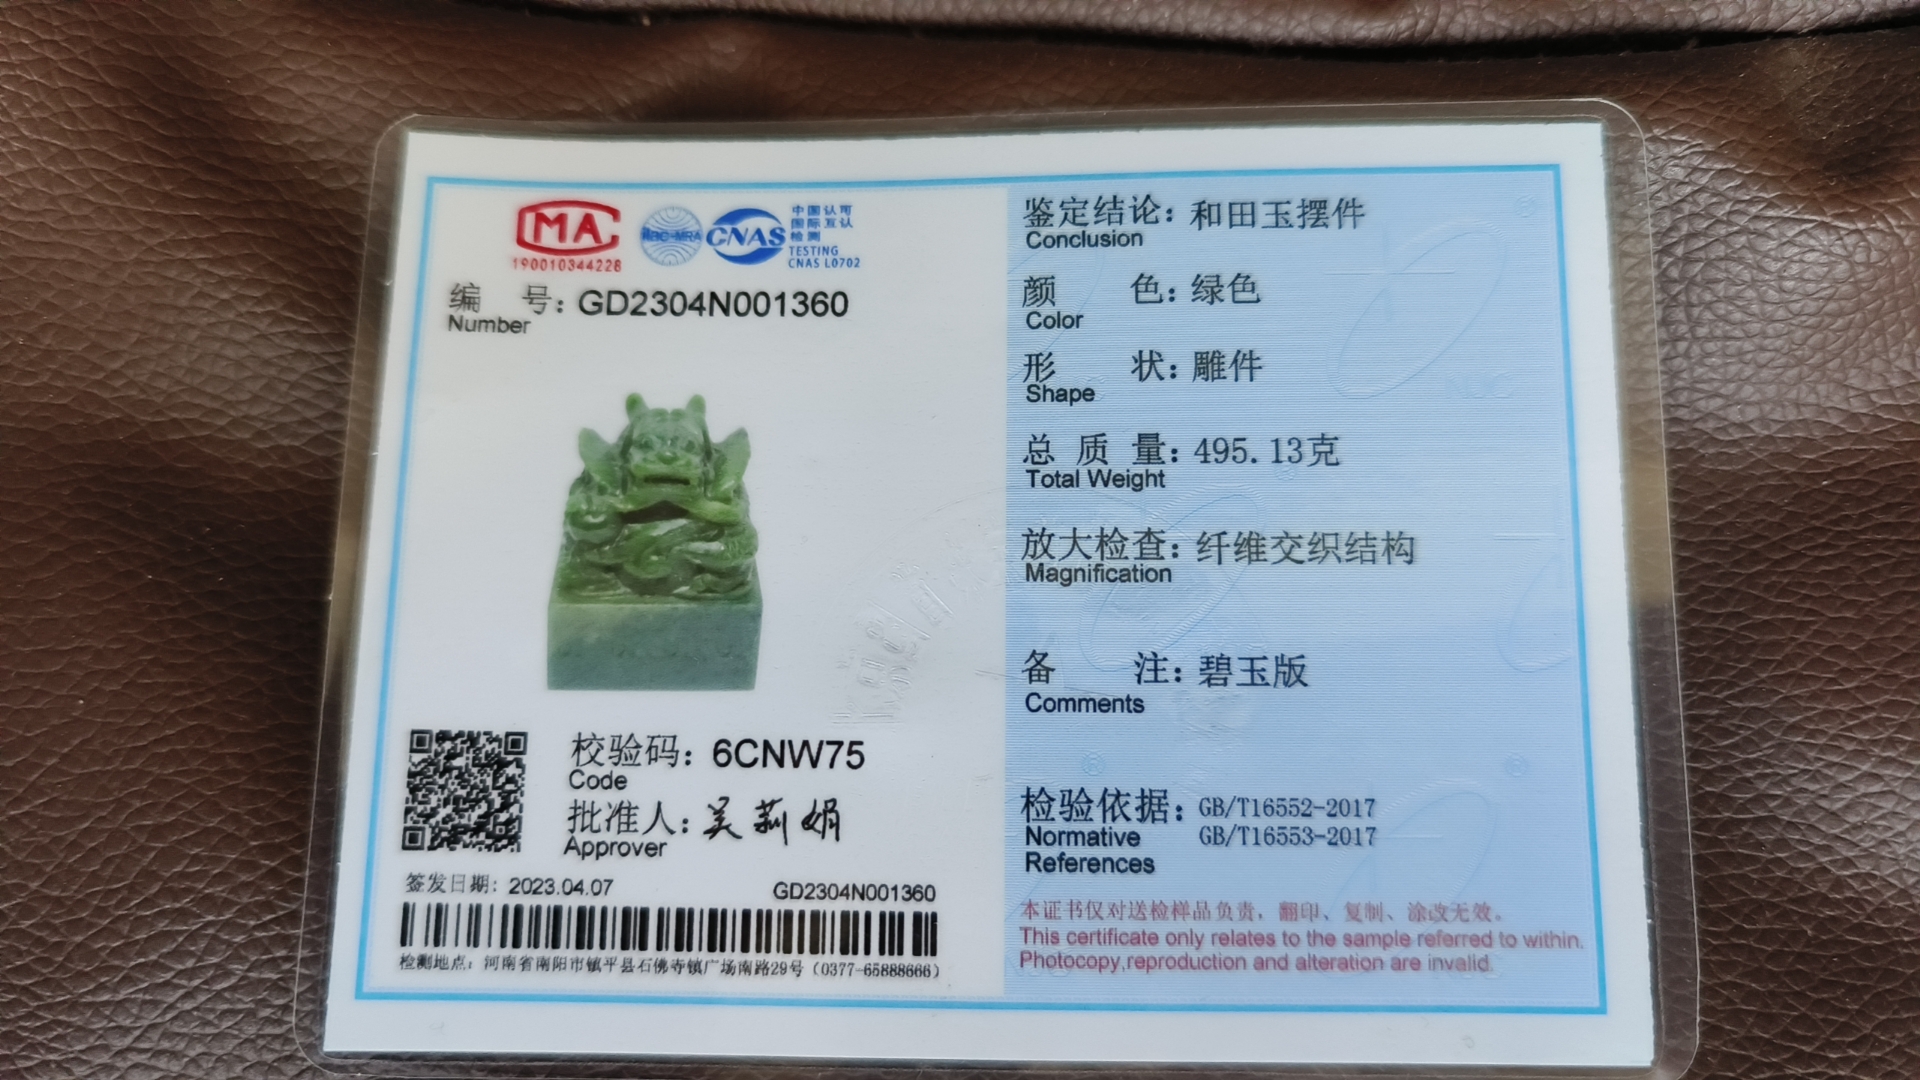 MA
190010344228
ilac-MRA
CNAS
中国认可
国际互认
检测
TESTING
CNAS L0702
编 号: GD2304N001360
Number
校验码: 6CNW75
Code
批准人: 吴莉娟
Approver
签发日期: 2023.04.07
GD2304N001360
检测地点: 河南省南阳市镇平县石佛寺镇广场南路29号 (0377-65888666)
鉴定结论: 和田玉摆件
Conclusion
颜 色: 绿色
Color
形 状: 雕件
Shape
总 质 量: 495.13克
Total Weight
放大检查: 纤维交织结构
Magnification
备 注: 碧玉版
Comments
检验依据: GB/T16552-2017
Normative GB/T16553-2017
References
本证书仅对送检样品负责，翻印、复制、涂改无效。
This certificate only relates to the sample referred to within.
Photocopy,reproduction and alteration are invalid.